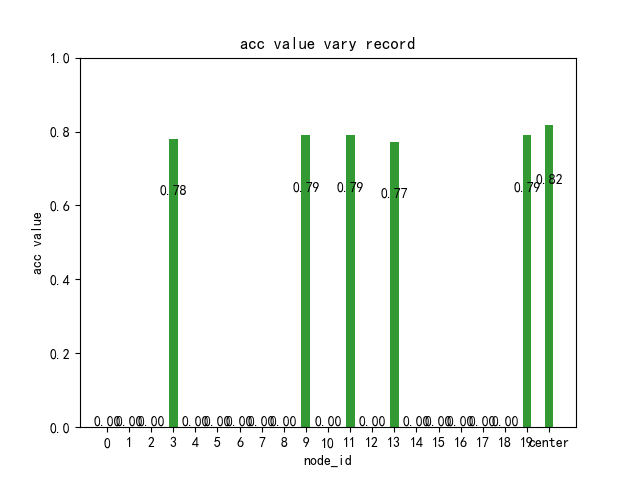 acc value vary record
acc value
1.0
0.8
0.6
0.4
0.2
0.0
0.00 0.00 0.00 0.78 0.00 0.00 0.00 0.00 0.00 0.79 0.00 0.79 0.00 0.77 0.00 0.00 0.00 0.00 0.00 0.79 0.82
0 1 2 3 4 5 6 7 8 9 10 11 12 13 14 15 16 17 18 19 center
node_id